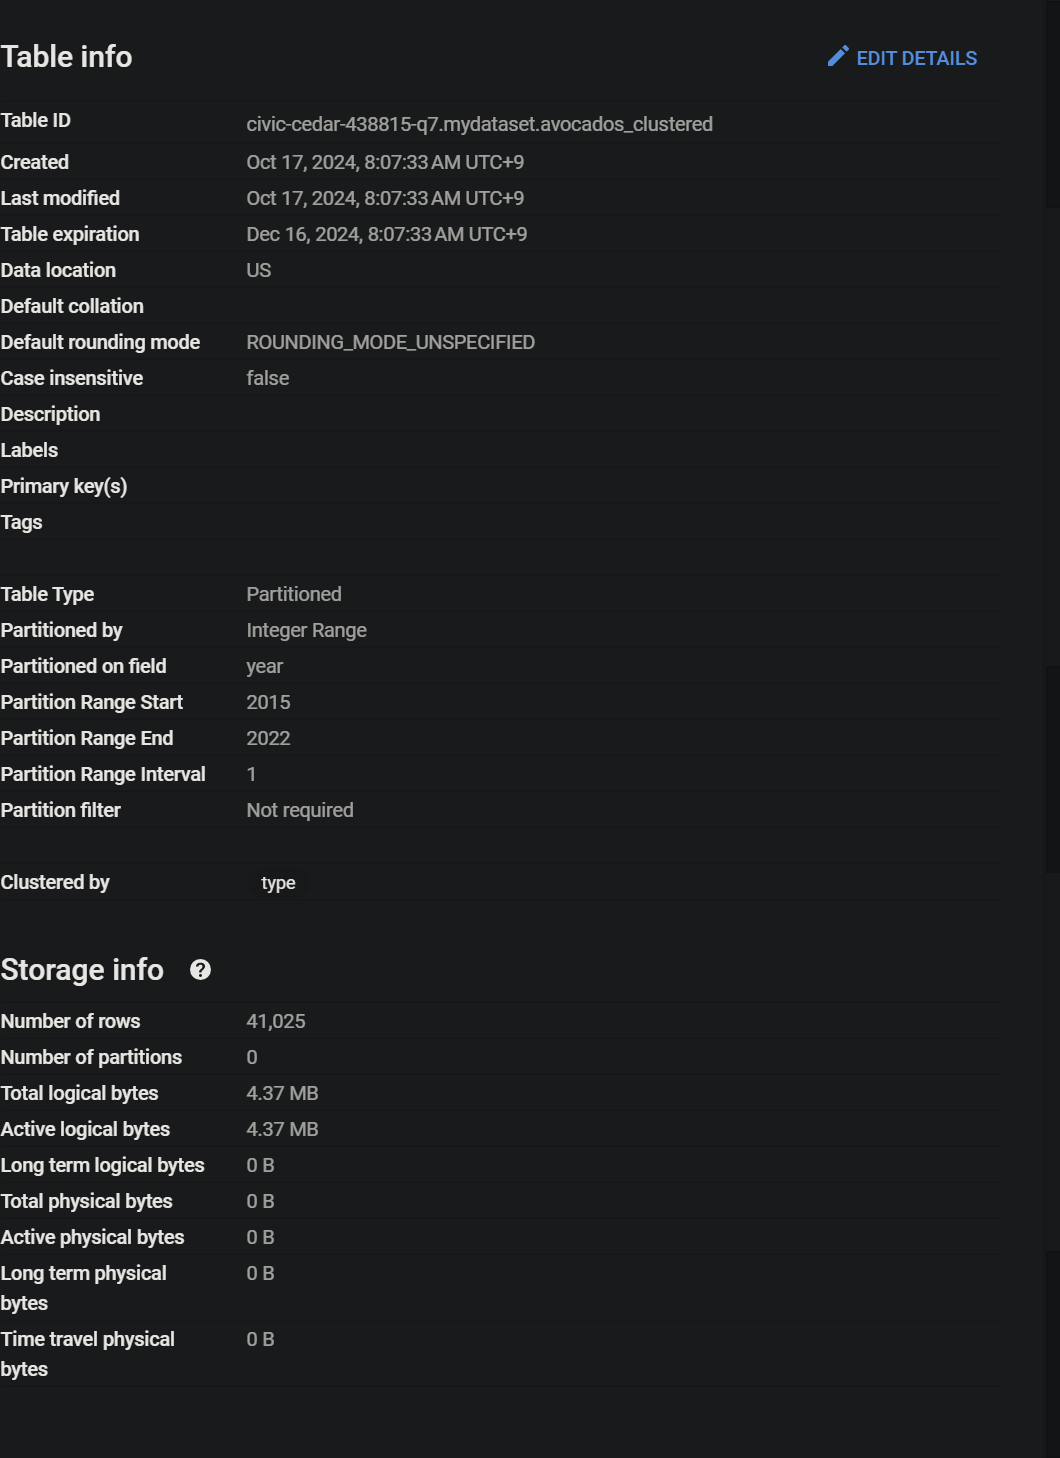 Table info
EDIT DETAILS
Table ID civic-cedar-438815-q7.mydataset.avocados_clustered
Created Oct 17, 2024, 8:07:33 AM UTC+9
Last modified Oct 17, 2024, 8:07:33 AM UTC+9
Table expiration Dec 16, 2024, 8:07:33 AM UTC+9
Data location US
Default collation
Default rounding mode ROUNDING_MODE_UNSPECIFIED
Case insensitive false
Description
Labels
Primary key(s)
Tags
Table Type Partitioned
Partitioned by Integer Range
Partitioned on field year
Partition Range Start 2015
Partition Range End 2022
Partition Range Interval 1
Partition filter Not required
Clustered by type
Storage info ?
Number of rows 41,025
Number of partitions 0
Total logical bytes 4.37 MB
Active logical bytes 4.37 MB
Long term logical bytes 0 B
Total physical bytes 0 B
Active physical bytes 0 B
Long term physical 0 B
bytes
Time travel physical 0 B
bytes